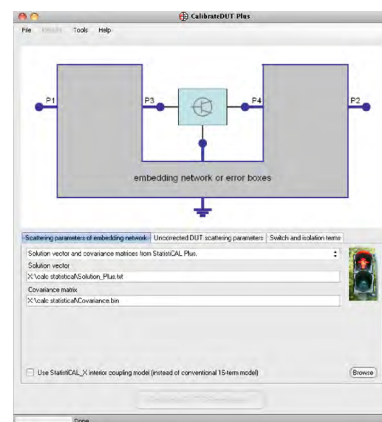 CalibrateDUT Plus
File Results Tools Help
P1 P3 P4 P2
embedding network or error boxes
Scattering parameters of embedding network Uncorrected DUT scattering parameters Switch and isolation terms
Solution vector and covariance matrices from StatistiCAL Plus.
Solution vector
X:\calc statistical\Solution_Plus.txt
Covariance matrix
X:\calc statistical\Covariance.bin
Use StatistiCAL_X interior coupling model (instead of conventional 16-term model) Browse
Done